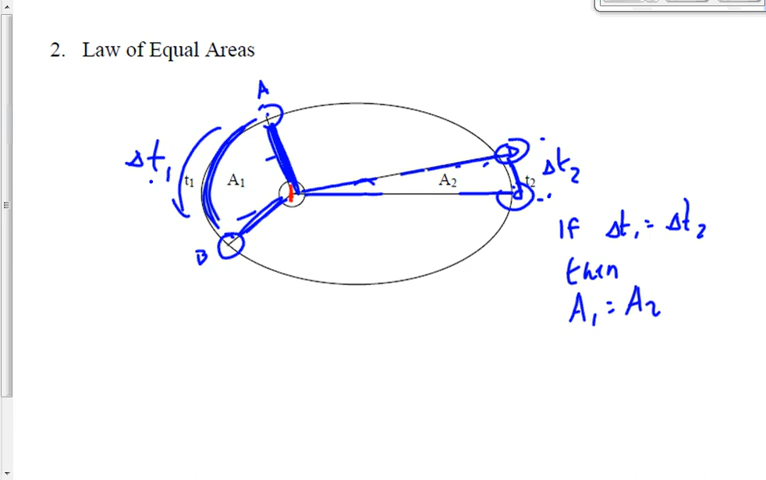 2. Law of Equal Areas
A
Δt₁
t₁
A₁
A₂
t₂
Δt₂
B
If Δt₁ = Δt₂
then
A₁ = A₂